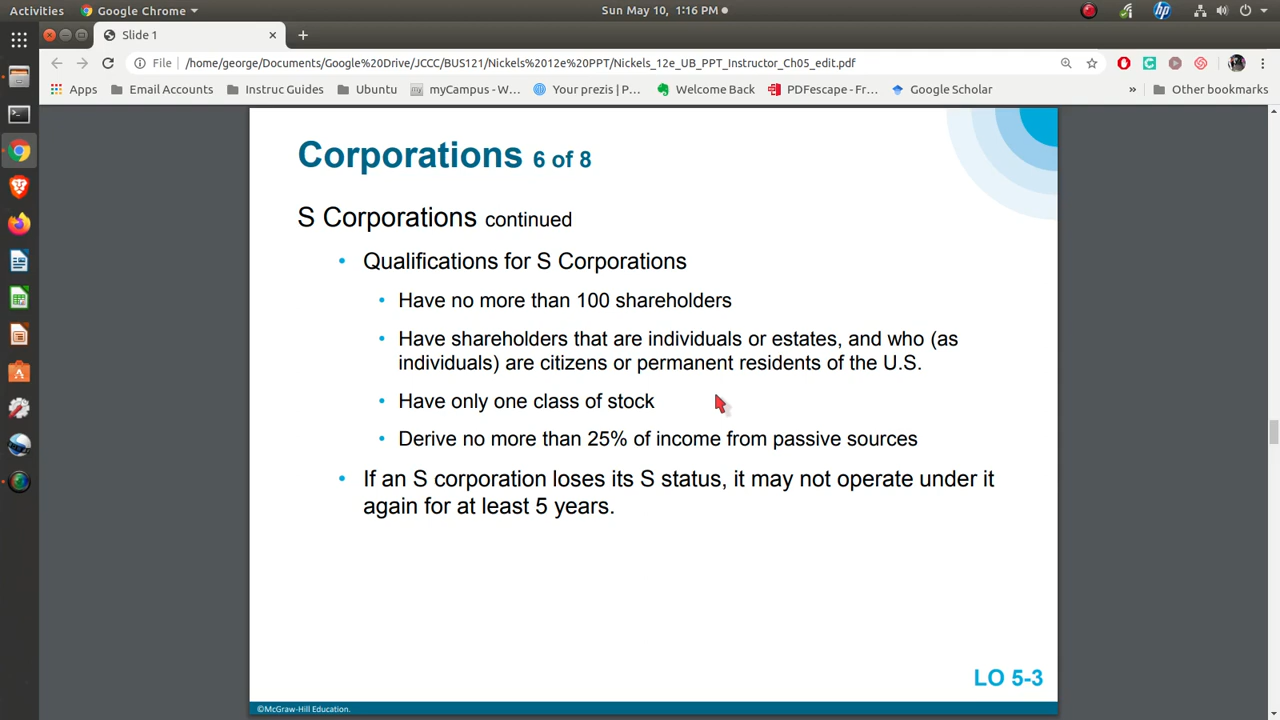 Activities
Google Chrome
Sun May 10, 1:16 PM
Slide 1
File
/home/george/Documents/Google%20Drive/JCCC/BUS121/Nickels%2012e%20PPT/Nickels_12e_UB_PPT_Instructor_Ch05_edit.pdf
Apps
Email Accounts
Instruc Guides
Ubuntu
myCampus - W...
Your prezis | P...
Welcome Back
PDFescape - Fr...
Google Scholar
»
Other bookmarks
Corporations 6 of 8
S Corporations continued
• Qualifications for S Corporations
• Have no more than 100 shareholders
• Have shareholders that are individuals or estates, and who (as
individuals) are citizens or permanent residents of the U.S.
• Have only one class of stock
• Derive no more than 25% of income from passive sources
• If an S corporation loses its S status, it may not operate under it
again for at least 5 years.
LO 5-3
©McGraw-Hill Education.